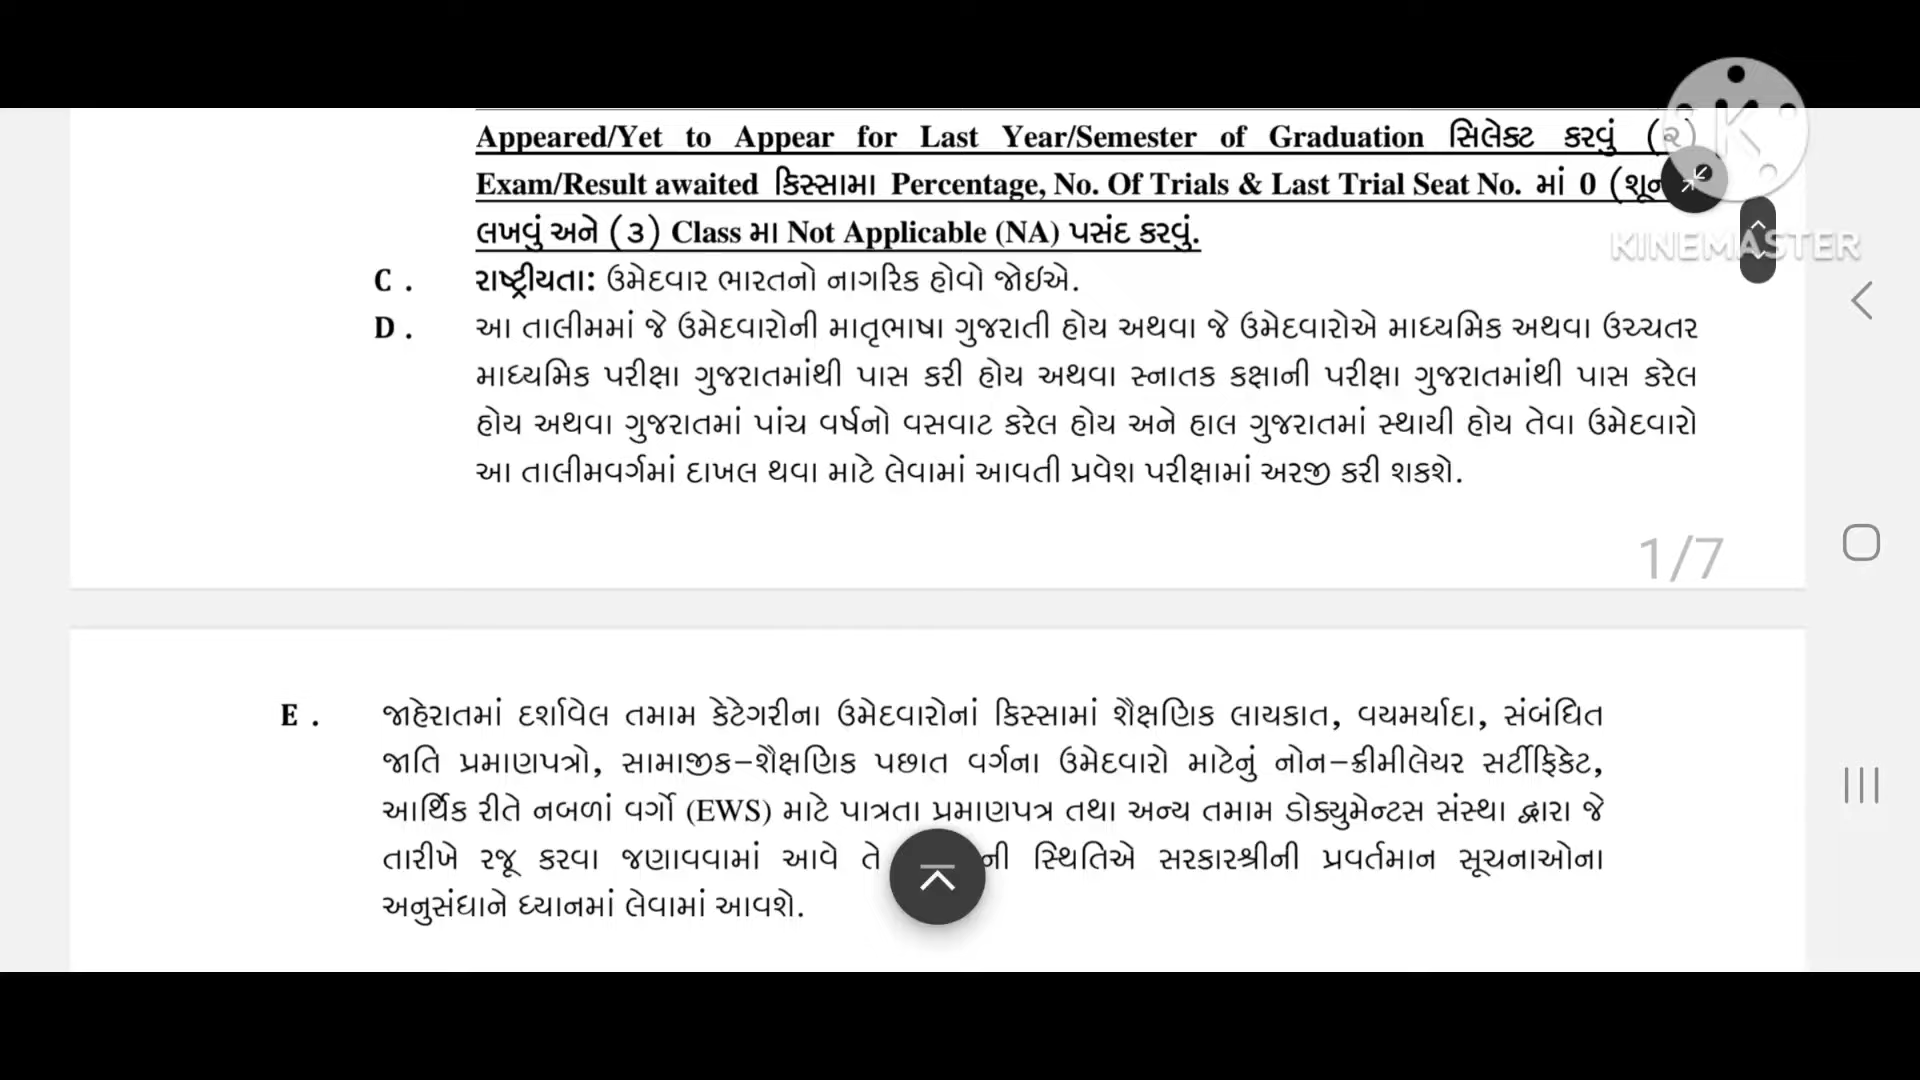 Appeared/Yet to Appear for Last Year/Semester of Graduation સિલેક્ટ કરવું (૨)
Exam/Result awaited કિસ્સામા Percentage, No. Of Trials & Last Trial Seat No. માં 0
લખવું અને (૩) Class મા Not Applicable (NA) પસંદ કરવું.
C . રાષ્ટ્રીયતા: ઉમેદવાર ભારતનો નાગરિક હોવો જોઈએ.
D . આ તાલીમમાં જે ઉમેદવારોની માતૃભાષા ગુજરાતી હોય અથવા જે ઉમેદવારોએ માધ્યમિક અથવા ઉચ્ચતર
માધ્યમિક પરીક્ષા ગુજરાતમાંથી પાસ કરી હોય અથવા સ્નાતક કક્ષાની પરીક્ષા ગુજરાતમાંથી પાસ કરેલ
હોય અથવા ગુજરાતમાં પાંચ વર્ષનો વસવાટ કરેલ હોય અને હાલ ગુજરાતમાં સ્થાયી હોય તેવા ઉમેદવારો
આ તાલીમવર્ગમાં દાખલ થવા માટે લેવામાં આવતી પ્રવેશ પરીક્ષામાં અરજી કરી શકશે.
1/7
E . જાહેરાતમાં દર્શાવેલ તમામ કેટેગરીના ઉમેદવારોનાં કિસ્સામાં શૈક્ષણિક લાયકાત, વયમર્યાદા, સંબંધિત
જાતિ પ્રમાણપત્રો, સામાજીક–શૈક્ષણિક પછાત વર્ગના ઉમેદવારો માટેનું નોન–ક્રીમીલેયર સર્ટીફિકેટ,
આર્થિક રીતે નબળાં વર્ગો (EWS) માટે પાત્રતા પ્રમાણપત્ર તથા અન્ય તમામ ડોક્યુમેન્ટસ સંસ્થા દ્વારા જે
તારીખે રજૂ કરવા જણાવવામાં આવે તે સ્થિતિએ સરકારશ્રીની પ્રવર્તમાન સૂચનાઓના
અનુસંધાને ધ્યાનમાં લેવામાં આવશે.
KINEMASTER